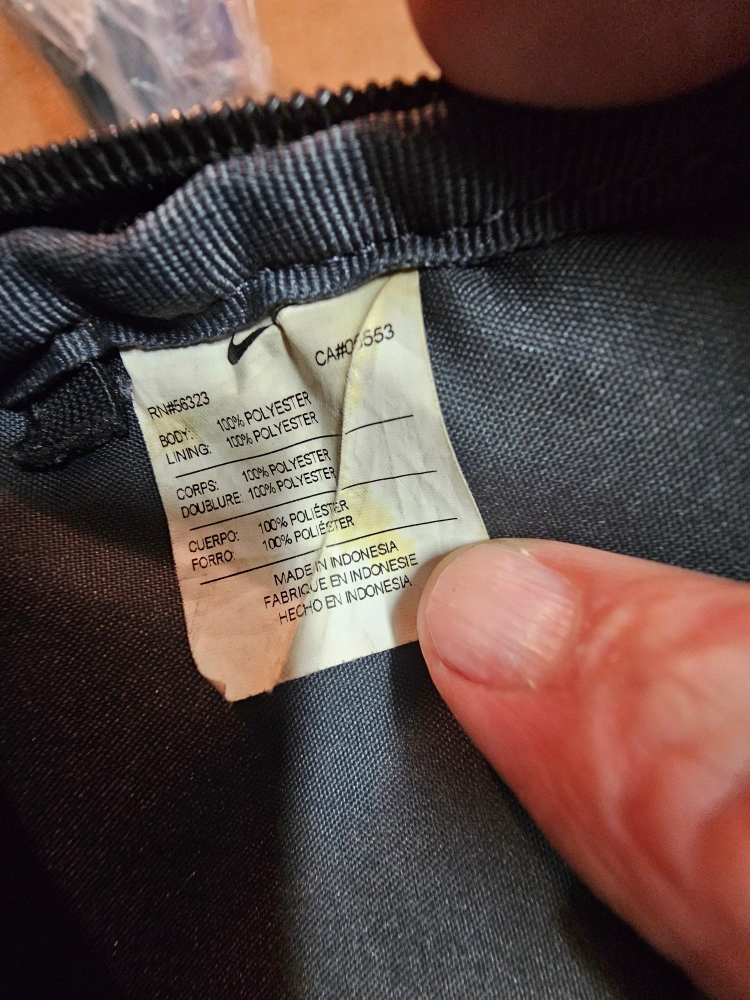 RN#56323
BODY: 100% POLYESTER
LINING: 100% POLYESTER
CORPS: 100% POLYESTER
DOUBLURE: 100% POLYESTER
CUERPO: 100% POLIÉSTER
FORRO: 100% POLIÉSTER
MADE IN INDONESIA
FABRIQUE EN INDONESIE
HECHO EN INDONESIA